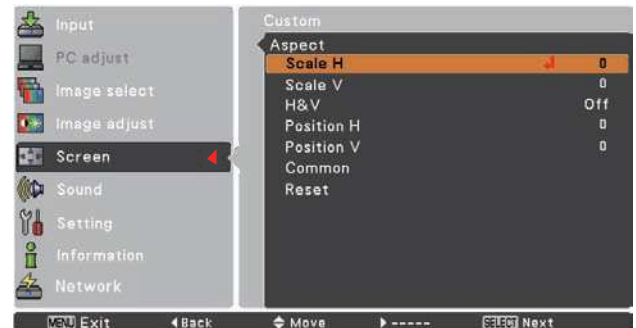 Input
PC adjust
Image select
Image adjust
Screen
Sound
Setting
Information
Network
Custom
Aspect
Scale H 0
Scale V 0
H&V Off
Position H 0
Position V 0
Common
Reset
MENU Exit Back Move ----- SELECT Next